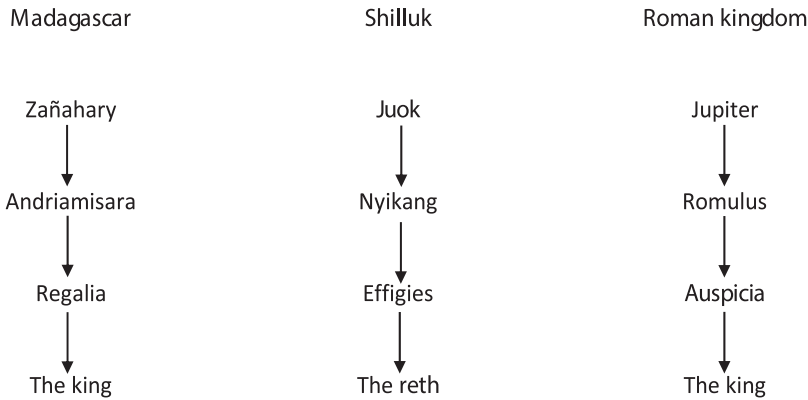 Madagascar Shilluk Roman kingdom
Zañahary Juok Jupiter
Andriamisara Nyikang Romulus
Regalia Effigies Auspicia
The king The reth The king